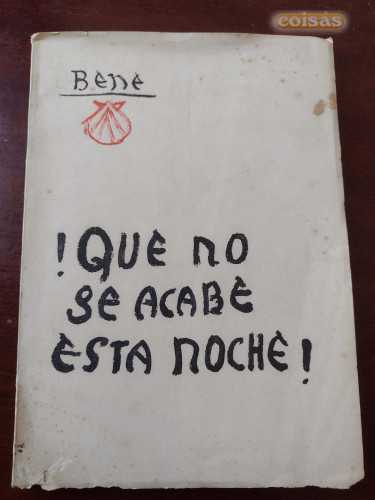 coisas
Bene
!QUE NO
SE ACABE
ESTA NOCHE!